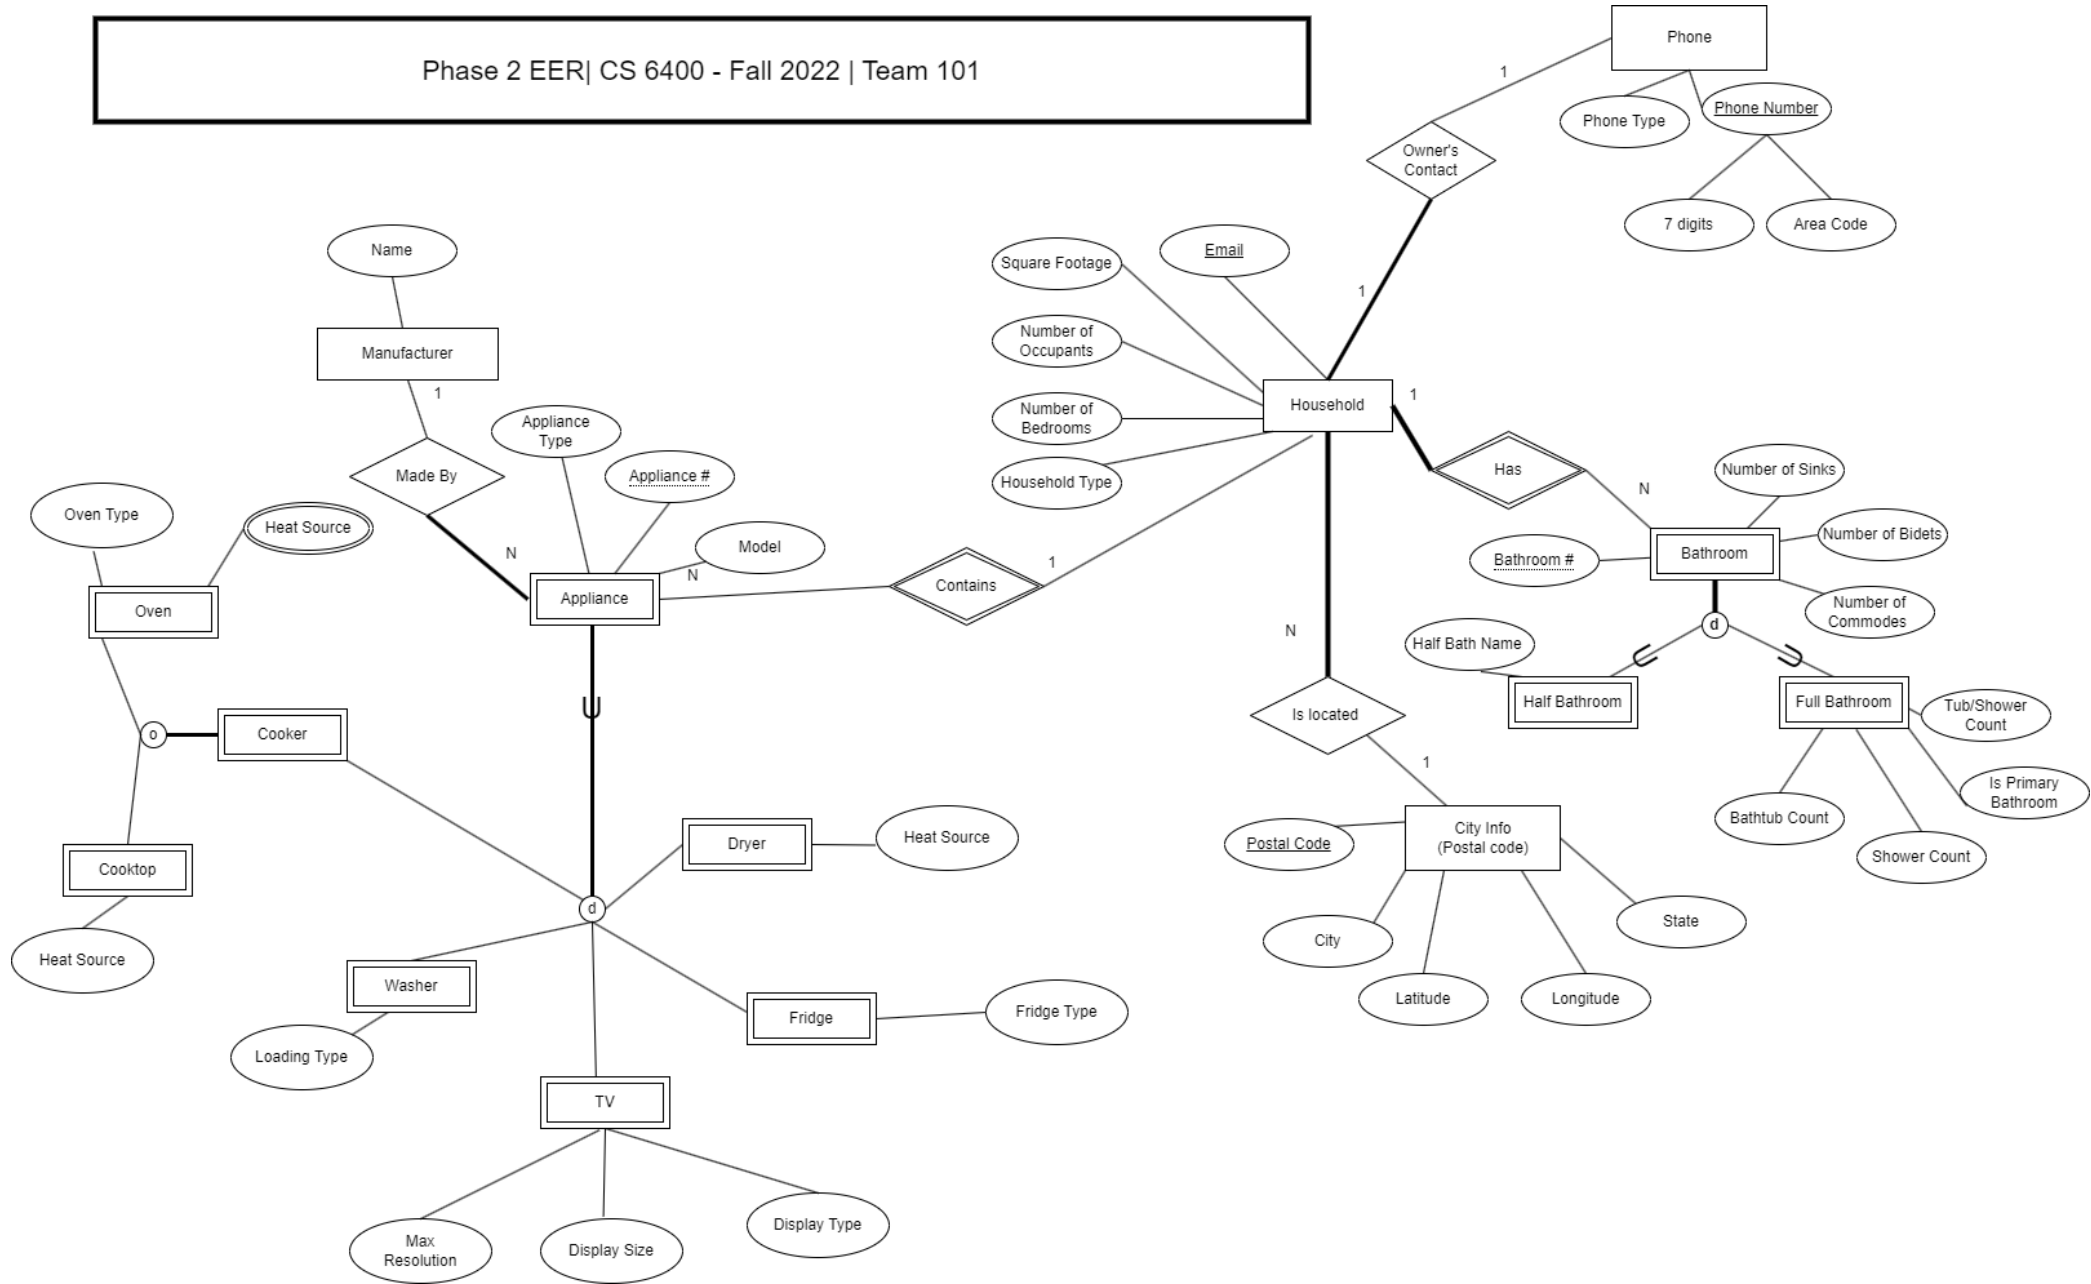 Phase 2 EER| CS 6400 - Fall 2022 | Team 101
Phone
1
Phone Type
Phone Number
Owner's
Contact
7 digits
Area Code
Name
Square Footage
Email
1
Number of
Occupants
Manufacturer
1
Household
1
Number of
Bedrooms
Appliance
Type
Household Type
Made By
Appliance #
Has
N
Number of Sinks
Oven Type
Heat Source
Model
Number of Bidets
N
N
Bathroom #
Bathroom
1
Contains
Oven
Appliance
Number of
Commodes
d
N
Half Bath Name
Half Bathroom
Full Bathroom
Tub/Shower
Count
Is located
o
Cooker
1
Is Primary
Bathroom
Bathtub Count
Dryer
Heat Source
Postal Code
City Info
(Postal code)
Shower Count
Cooktop
d
State
City
Heat Source
Washer
Latitude
Longitude
Fridge
Fridge Type
Loading Type
TV
Max
Resolution
Display Size
Display Type